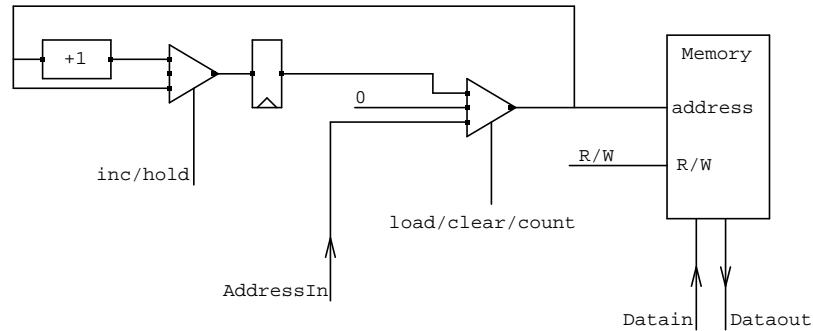 +1
Memory
0
address
R/W
R/W
inc/hold
load/clear/count
AddressIn
Datain
Dataout